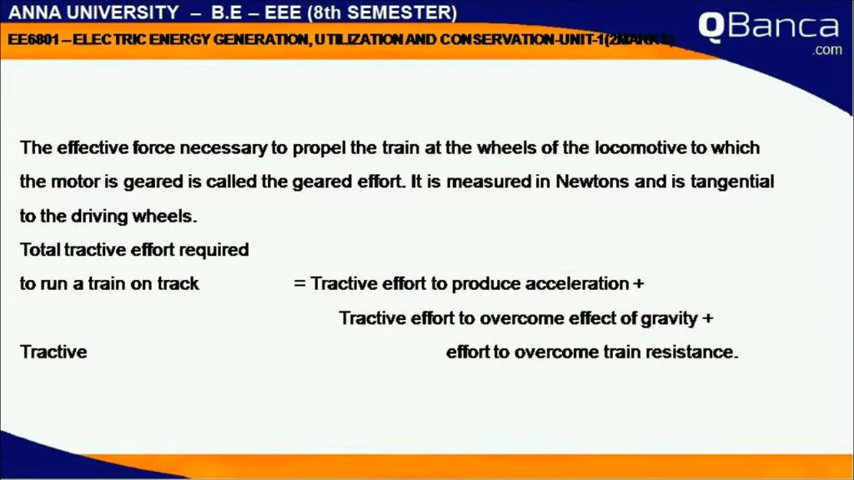 ANNA UNIVERSITY – B.E – EEE (8th SEMESTER)
QBanca
.com
EE6801 – ELECTRIC ENERGY GENERATION, UTILIZATION AND CONSERVATION-UNIT-1(2MARKS)
The effective force necessary to propel the train at the wheels of the locomotive to which
the motor is geared is called the geared effort. It is measured in Newtons and is tangential
to the driving wheels.
Total tractive effort required
to run a train on track = Tractive effort to produce acceleration +
Tractive effort to overcome effect of gravity +
Tractive effort to overcome train resistance.